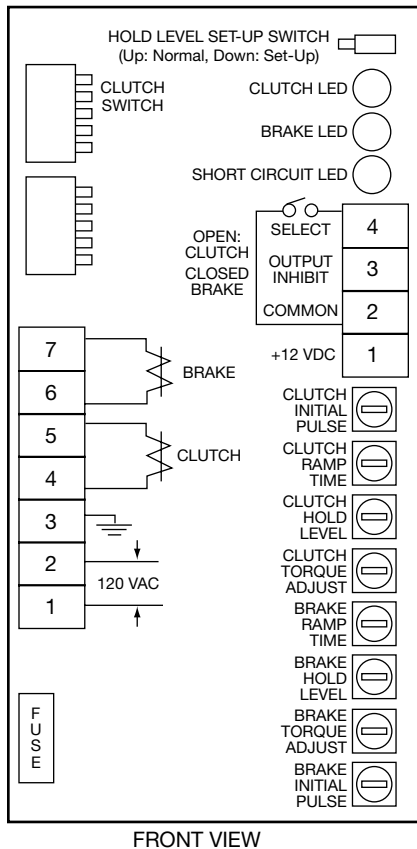 HOLD LEVEL SET-UP SWITCH
(Up: Normal, Down: Set-Up)
CLUTCH
SWITCH
CLUTCH LED
BRAKE LED
SHORT CIRCUIT LED
OPEN:
CLUTCH
CLOSED
BRAKE
SELECT
4
OUTPUT
INHIBIT
3
COMMON
2
+12 VDC
1
7
6
BRAKE
5
4
CLUTCH
3
2
1
120 VAC
CLUTCH
INITIAL
PULSE
CLUTCH
RAMP
TIME
CLUTCH
HOLD
LEVEL
CLUTCH
TORQUE
ADJUST
BRAKE
RAMP
TIME
BRAKE
HOLD
LEVEL
BRAKE
TORQUE
ADJUST
BRAKE
INITIAL
PULSE
F
U
S
E
FRONT VIEW